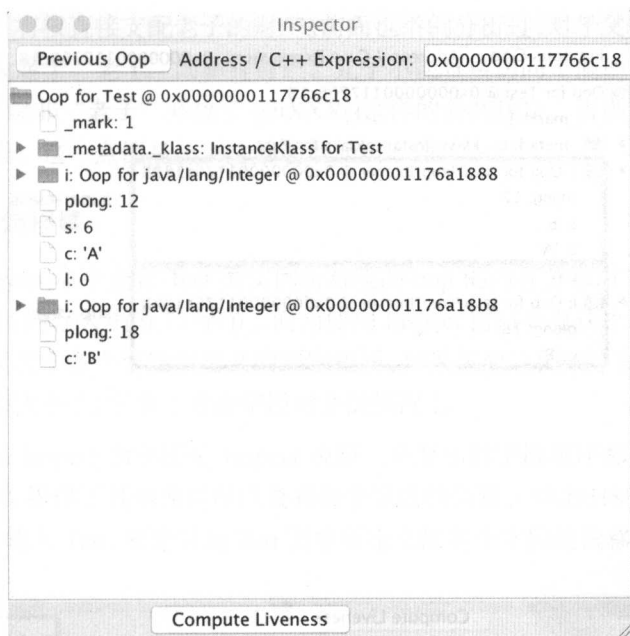 Inspector
Previous Oop Address / C++ Expression: 0x0000000117766c18
Oop for Test @ 0x0000000117766c18
_mark: 1
_metadata._klass: InstanceKlass for Test
i: Oop for java/lang/Integer @ 0x00000001176a1888
plong: 12
s: 6
c: 'A'
l: 0
i: Oop for java/lang/Integer @ 0x00000001176a18b8
plong: 18
c: 'B'
Compute Liveness